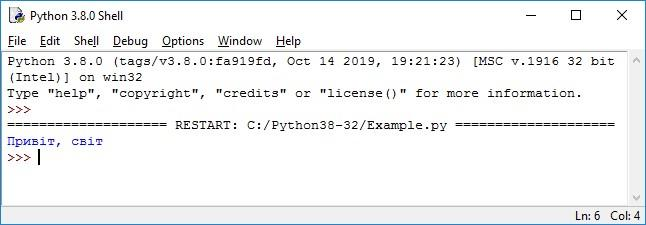 Python 3.8.0 Shell
File Edit Shell Debug Options Window Help
Python 3.8.0 (tags/v3.8.0:fa919fd, Oct 14 2019, 19:21:23) [MSC v.1916 32 bit
(Intel)] on win32
Type "help", "copyright", "credits" or "license()" for more information.
>>>
==================== RESTART: C:/Python38-32/Example.py ====================
Привіт, світ
>>>
Ln: 6 Col: 4